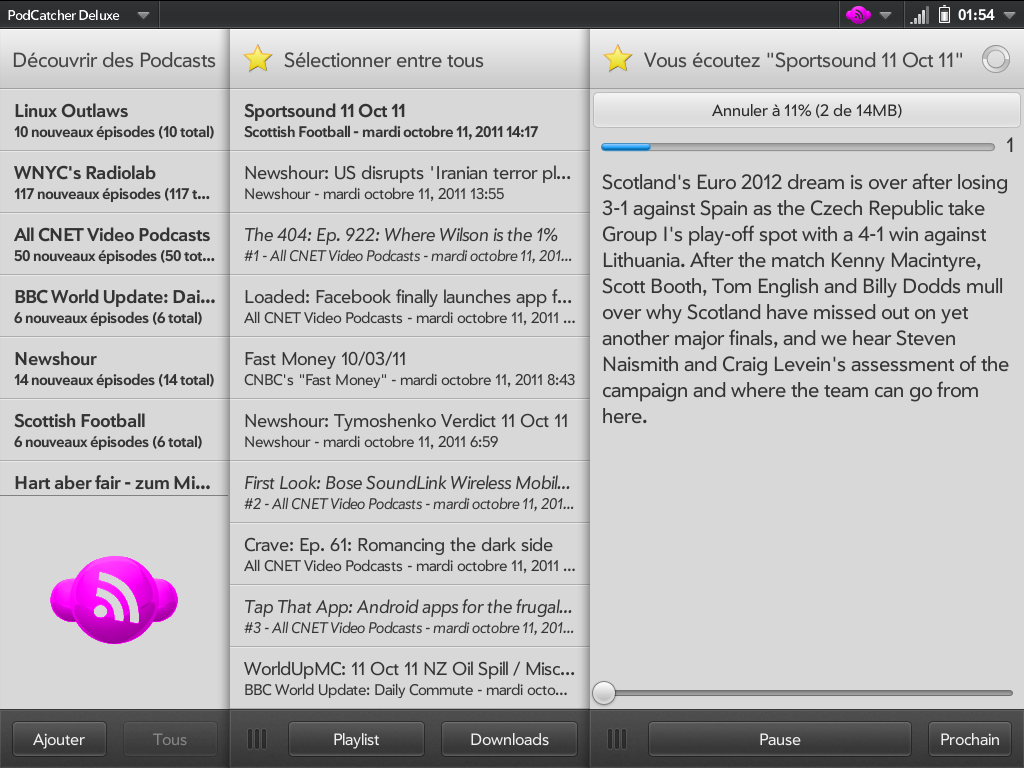 PodCatcher Deluxe
01:54
Découvrir des Podcasts
Linux Outlaws
10 nouveaux épisodes (10 total)
WNYC's Radiolab
117 nouveaux épisodes (117 t...
All CNET Video Podcasts
50 nouveaux épisodes (50 tot...
BBC World Update: Dai...
6 nouveaux épisodes (6 total)
Newshour
14 nouveaux épisodes (14 total)
Scottish Football
6 nouveaux épisodes (6 total)
Hart aber fair - zum Mi...
Ajouter
Tous
Sélectionner entre tous
Sportsound 11 Oct 11
Scottish Football - mardi octobre 11, 2011 14:17
Newshour: US disrupts 'Iranian terror pl...
Newshour - mardi octobre 11, 2011 13:55
The 404: Ep. 922: Where Wilson is the 1%
#1 - All CNET Video Podcasts - mardi octobre 11, 201...
Loaded: Facebook finally launches app f...
All CNET Video Podcasts - mardi octobre 11, 2011 ...
Fast Money 10/03/11
CNBC's "Fast Money" - mardi octobre 11, 2011 8:43
Newshour: Tymoshenko Verdict 11 Oct 11
Newshour - mardi octobre 11, 2011 6:59
First Look: Bose SoundLink Wireless Mobil...
#2 - All CNET Video Podcasts - mardi octobre 11, 201...
Crave: Ep. 61: Romancing the dark side
All CNET Video Podcasts - mardi octobre 11, 2011 ...
Tap That App: Android apps for the frugal...
#3 - All CNET Video Podcasts - mardi octobre 11, 201...
WorldUpMC: 11 Oct 11 NZ Oil Spill / Misc...
BBC World Update: Daily Commute - mardi octo...
Playlist
Downloads
Vous écoutez "Sportsound 11 Oct 11"
Annuler à 11% (2 de 14MB)
1
Scotland's Euro 2012 dream is over after losing
3-1 against Spain as the Czech Republic take
Group I's play-off spot with a 4-1 win against
Lithuania. After the match Kenny Macintyre,
Scott Booth, Tom English and Billy Dodds mull
over why Scotland have missed out on yet
another major finals, and we hear Steven
Naismith and Craig Levein's assessment of the
campaign and where the team can go from
here.
Pause
Prochain